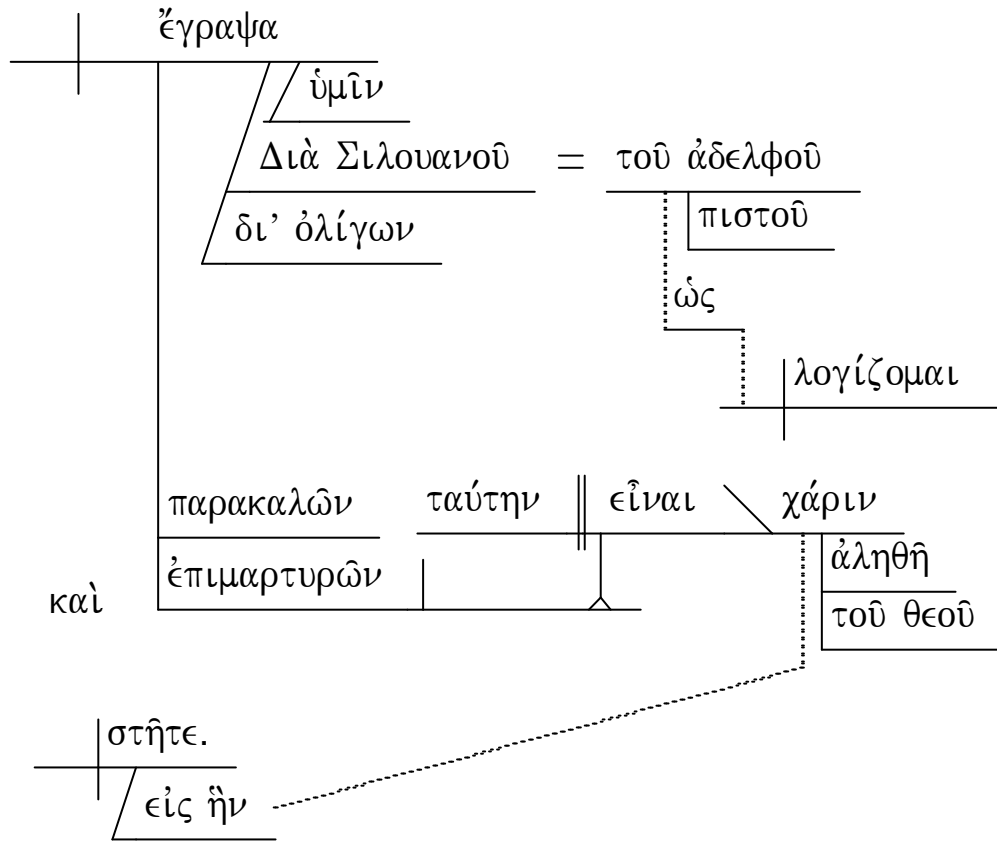 ἔγραψα
ὑμῖν
Διὰ Σιλουανοῦ = τοῦ ἀδελφοῦ
δι’ ὀλίγων πιστοῦ
ὡς
λογίζομαι
παρακαλῶν ταύτην εἶναι χάριν
ἐπιμαρτυρῶν ἀληθῆ
καὶ τοῦ θεοῦ
στῆτε.
εἰς ἣν